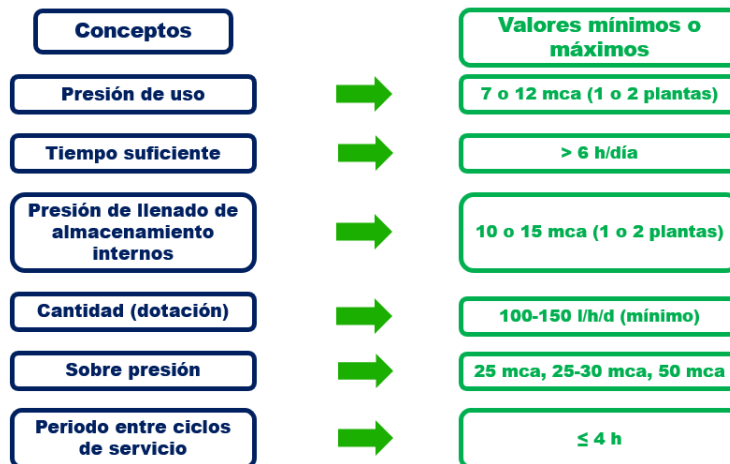 Conceptos
Valores mínimos o
máximos
Presión de uso
7 o 12 mca (1 o 2 plantas)
Tiempo suficiente
> 6 h/día
Presión de llenado de
almacenamiento
internos
10 o 15 mca (1 o 2 plantas)
Cantidad (dotación)
100-150 l/h/d (mínimo)
Sobre presión
25 mca, 25-30 mca, 50 mca
Periodo entre ciclos
de servicio
≤ 4 h